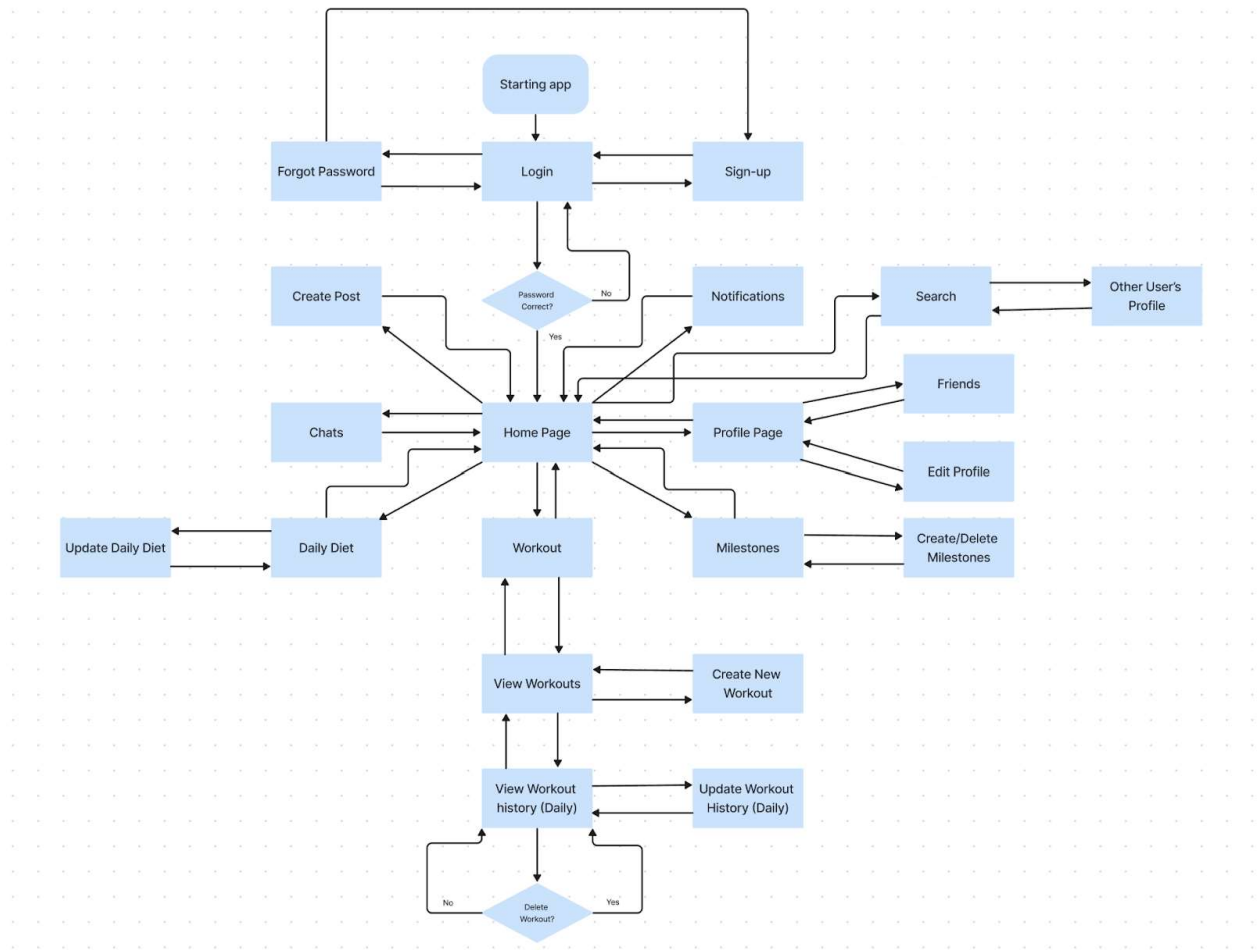 Starting app
Forgot Password
Login
Sign-up
Create Post
Password
Correct?
No
Notifications
Search
Other User's
Profile
Yes
Friends
Chats
Home Page
Profile Page
Edit Profile
Update Daily Diet
Daily Diet
Workout
Milestones
Create/Delete
Milestones
View Workouts
Create New
Workout
View Workout
history (Daily)
Update Workout
History (Daily)
No
Delete
Workout?
Yes